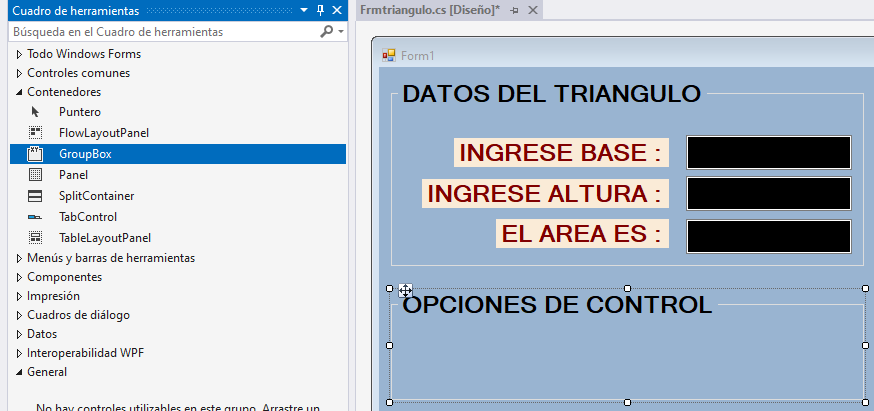 Cuadro de herramientas
Búsqueda en el Cuadro de herramientas
Todo Windows Forms
Controles comunes
Contenedores
Puntero
FlowLayoutPanel
GroupBox
Panel
SplitContainer
TabControl
TableLayoutPanel
Menús y barras de herramientas
Componentes
Impresión
Cuadros de diálogo
Datos
Interoperabilidad WPF
General
No hay controles utilizables en este grupo. Arrastre un
Frmtriangulo.cs [Diseño]*
Form1
DATOS DEL TRIANGULO
INGRESE BASE :
INGRESE ALTURA :
EL AREA ES :
OPCIONES DE CONTROL